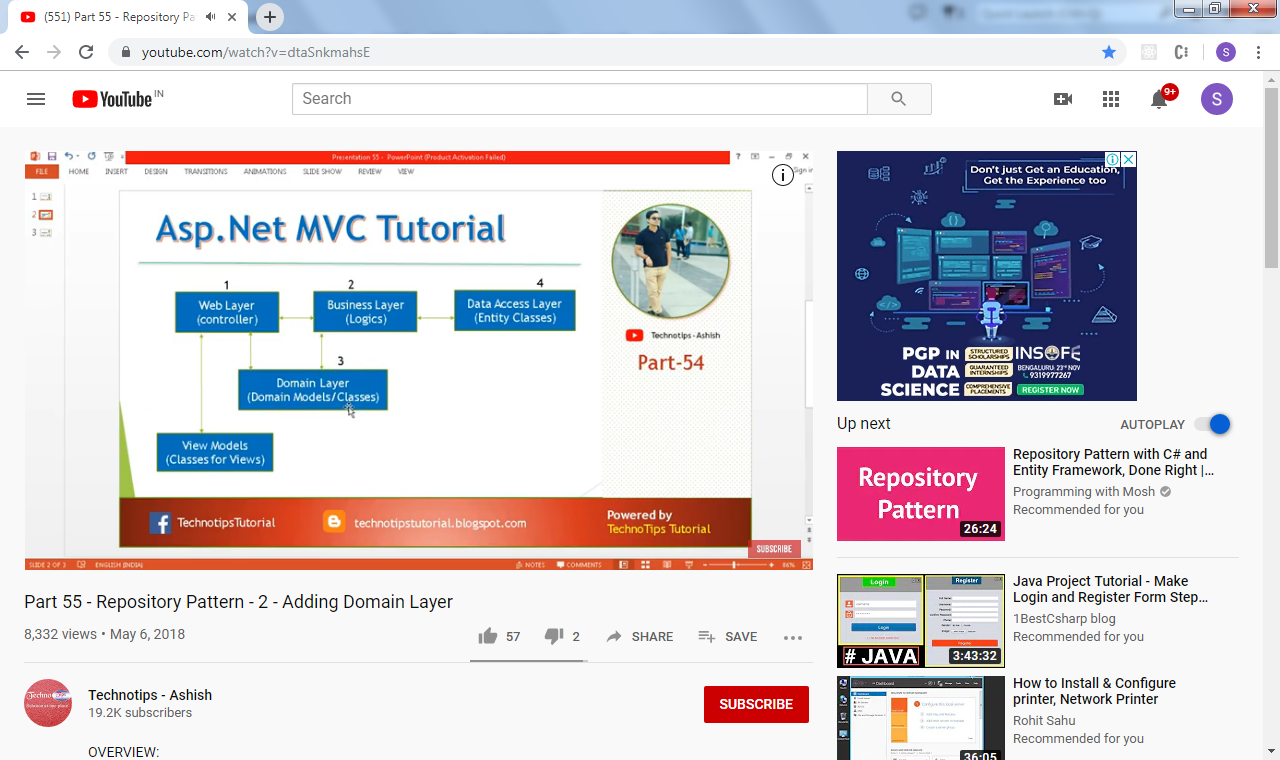 (551) Part 55 - Repository Pa
youtube.com/watch?v=dtaSnkmahsE
S
YouTube IN
Search
9+
S
Presentation 55 - PowerPoint (Product Activation Failed)
FILE HOME INSERT DESIGN TRANSITIONS ANIMATIONS SLIDE SHOW REVIEW VIEW
Sign in
1
2
3
Asp.Net MVC Tutorial
1 2 4
Web Layer
(controller)
Business Layer
(Logics)
Data Access Layer
(Entity Classes)
3
Domain Layer
(Domain Models/Classes)
View Models
(Classes for Views)
Technotips - Ashish
Part-54
TechnotipsTutorial
technotipstutorial.blogspot.com
Powered by
TechnoTips Tutorial
SUBSCRIBE
SLIDE 2 OF 3 ENGLISH (INDIA) NOTES COMMENTS 86%
Part 55 - Repository Pattern - 2 - Adding Domain Layer
8,332 views • May 6, 2018
57 2 SHARE SAVE
Technotips - Ashish
19.2K subscribers
SUBSCRIBE
OVERVIEW:
Don't just Get an Education,
Get the Experience too
PGP IN
DATA
SCIENCE
STRUCTURED
SCHOLARSHIPS
GUARANTEED
INTERNSHIPS
COMPREHENSIVE
PLACEMENTS
INSOFE
BENGALURU: 23rd NOV
9319977267
REGISTER NOW
Up next AUTOPLAY
Repository
Pattern
26:24
Repository Pattern with C# and
Entity Framework, Done Right |...
Programming with Mosh
Recommended for you
Login
Register
# JAVA
3:43:32
Java Project Tutorial - Make
Login and Register Form Step...
1BestCsharp blog
Recommended for you
36:05
How to Install & Configure
printer, Network Printer
Rohit Sahu
Recommended for you